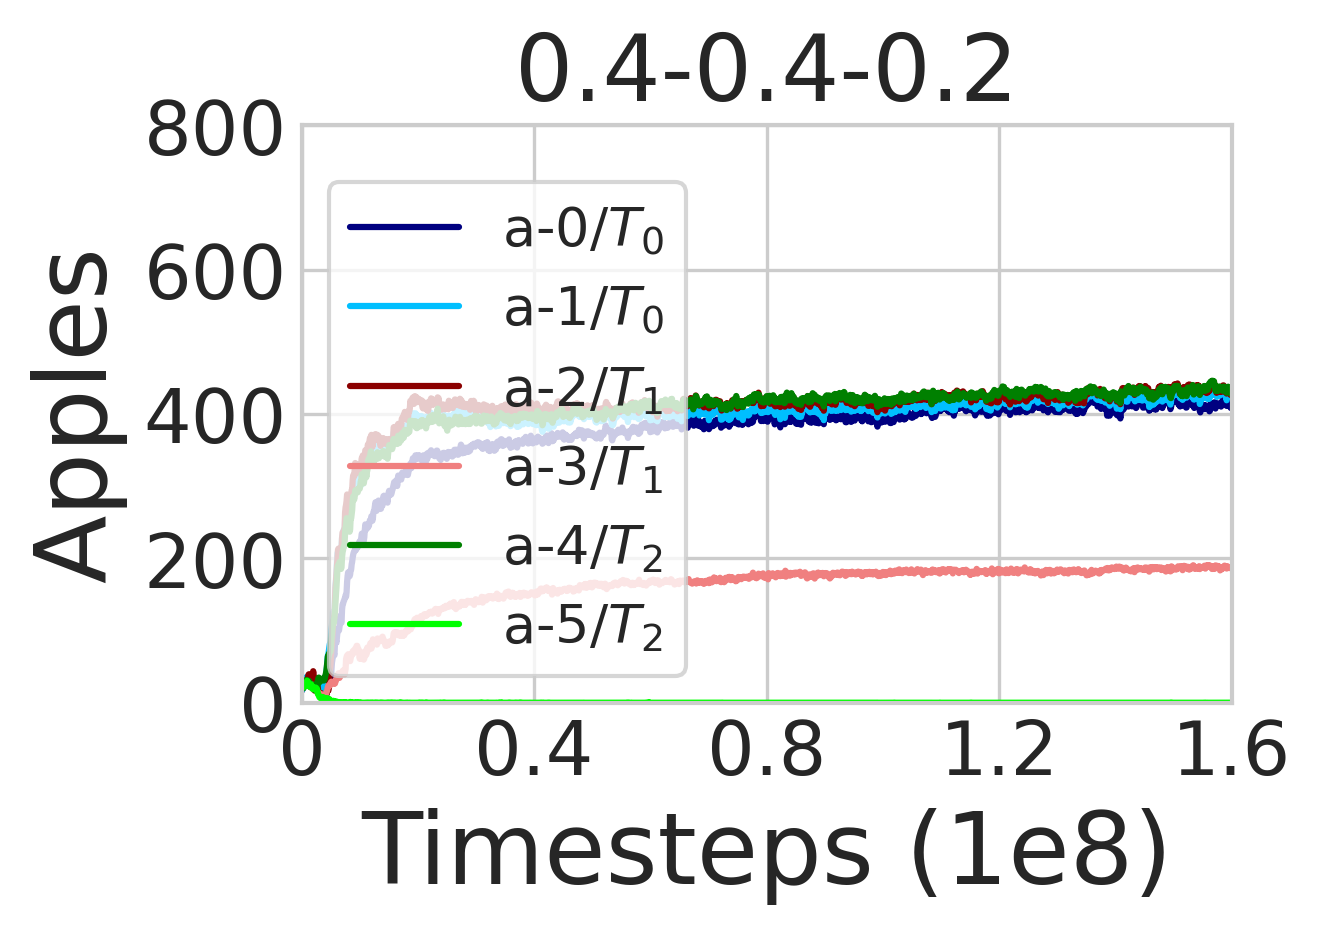 0.4-0.4-0.2
800
600
400
200
0
Apples
a-0/T₀
a-1/T₀
a-2/T₁
a-3/T₁
a-4/T₂
a-5/T₂
0 0.4 0.8 1.2 1.6
Timesteps (1e8)